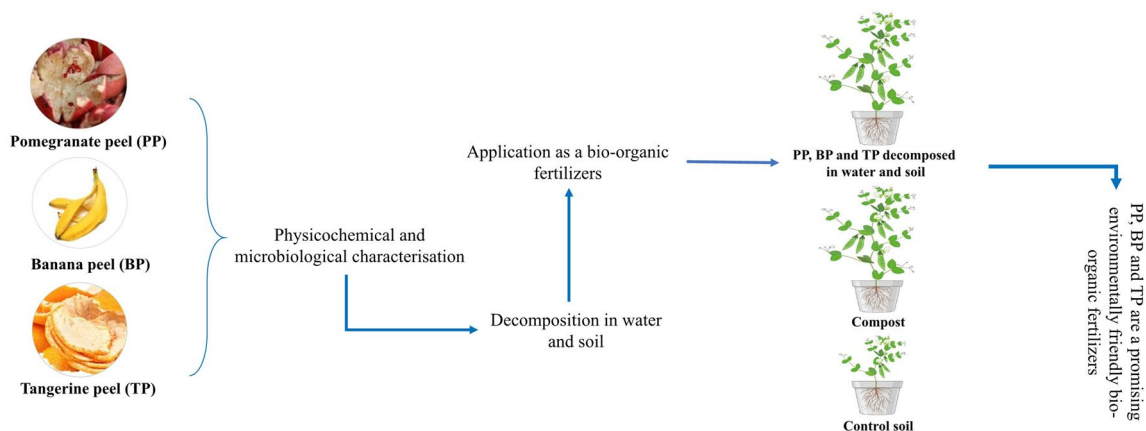 Pomegranate peel (PP)
Banana peel (BP)
Tangerine peel (TP)
Physicochemical and
microbiological characterisation
Decomposition in water
and soil
Application as a bio-organic
fertilizers
PP, BP and TP decomposed
in water and soil
Compost
Control soil
PP, BP and TP are a promising
environmentally friendly bio-
organic fertilizers